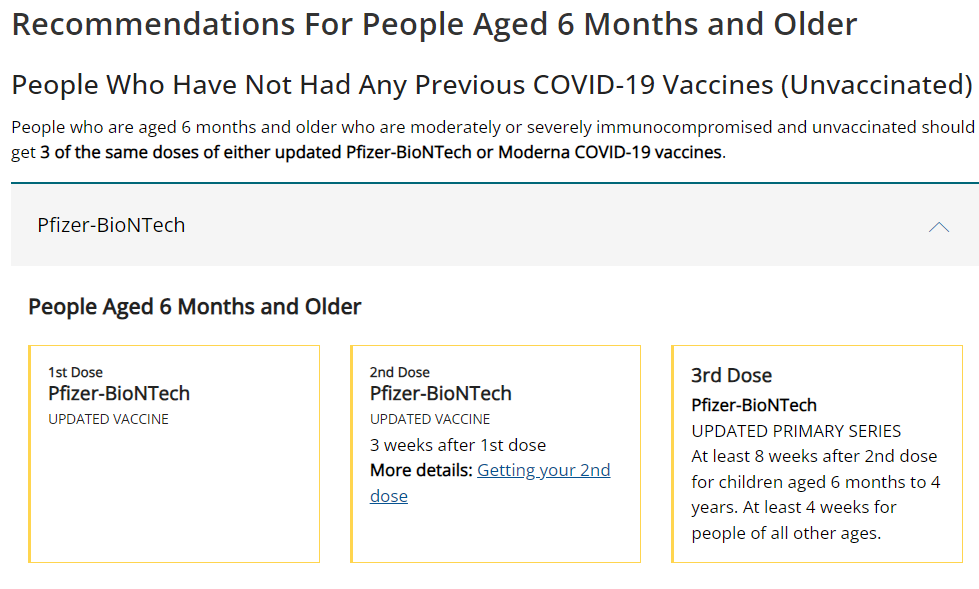 Recommendations For People Aged 6 Months and Older
People Who Have Not Had Any Previous COVID-19 Vaccines (Unvaccinated)
People who are aged 6 months and older who are moderately or severely immunocompromised and unvaccinated should
get 3 of the same doses of either updated Pfizer-BioNTech or Moderna COVID-19 vaccines.
Pfizer-BioNTech
People Aged 6 Months and Older
1st Dose
Pfizer-BioNTech
UPDATED VACCINE
2nd Dose
Pfizer-BioNTech
UPDATED VACCINE
3 weeks after 1st dose
More details: Getting your 2nd
dose
3rd Dose
Pfizer-BioNTech
UPDATED PRIMARY SERIES
At least 8 weeks after 2nd dose
for children aged 6 months to 4
years. At least 4 weeks for
people of all other ages.